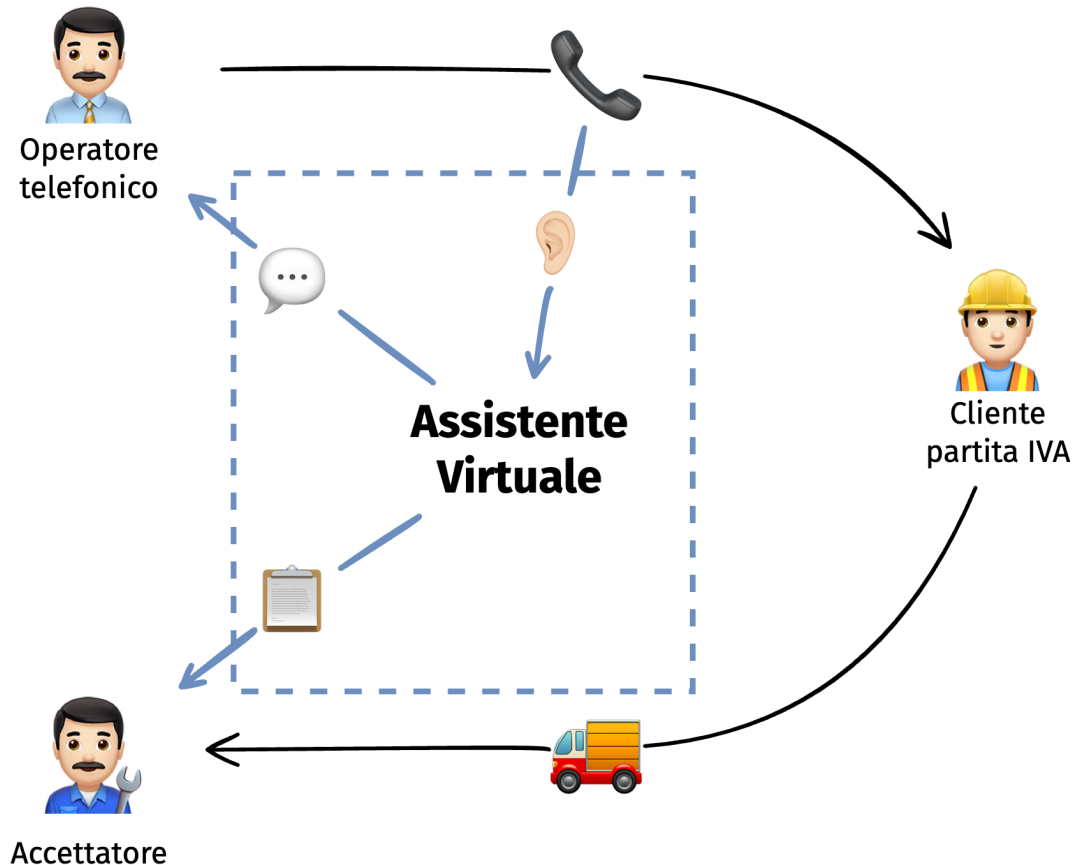 Operatore
telefonico
Cliente
partita IVA
Assistente
Virtuale
Accettatore